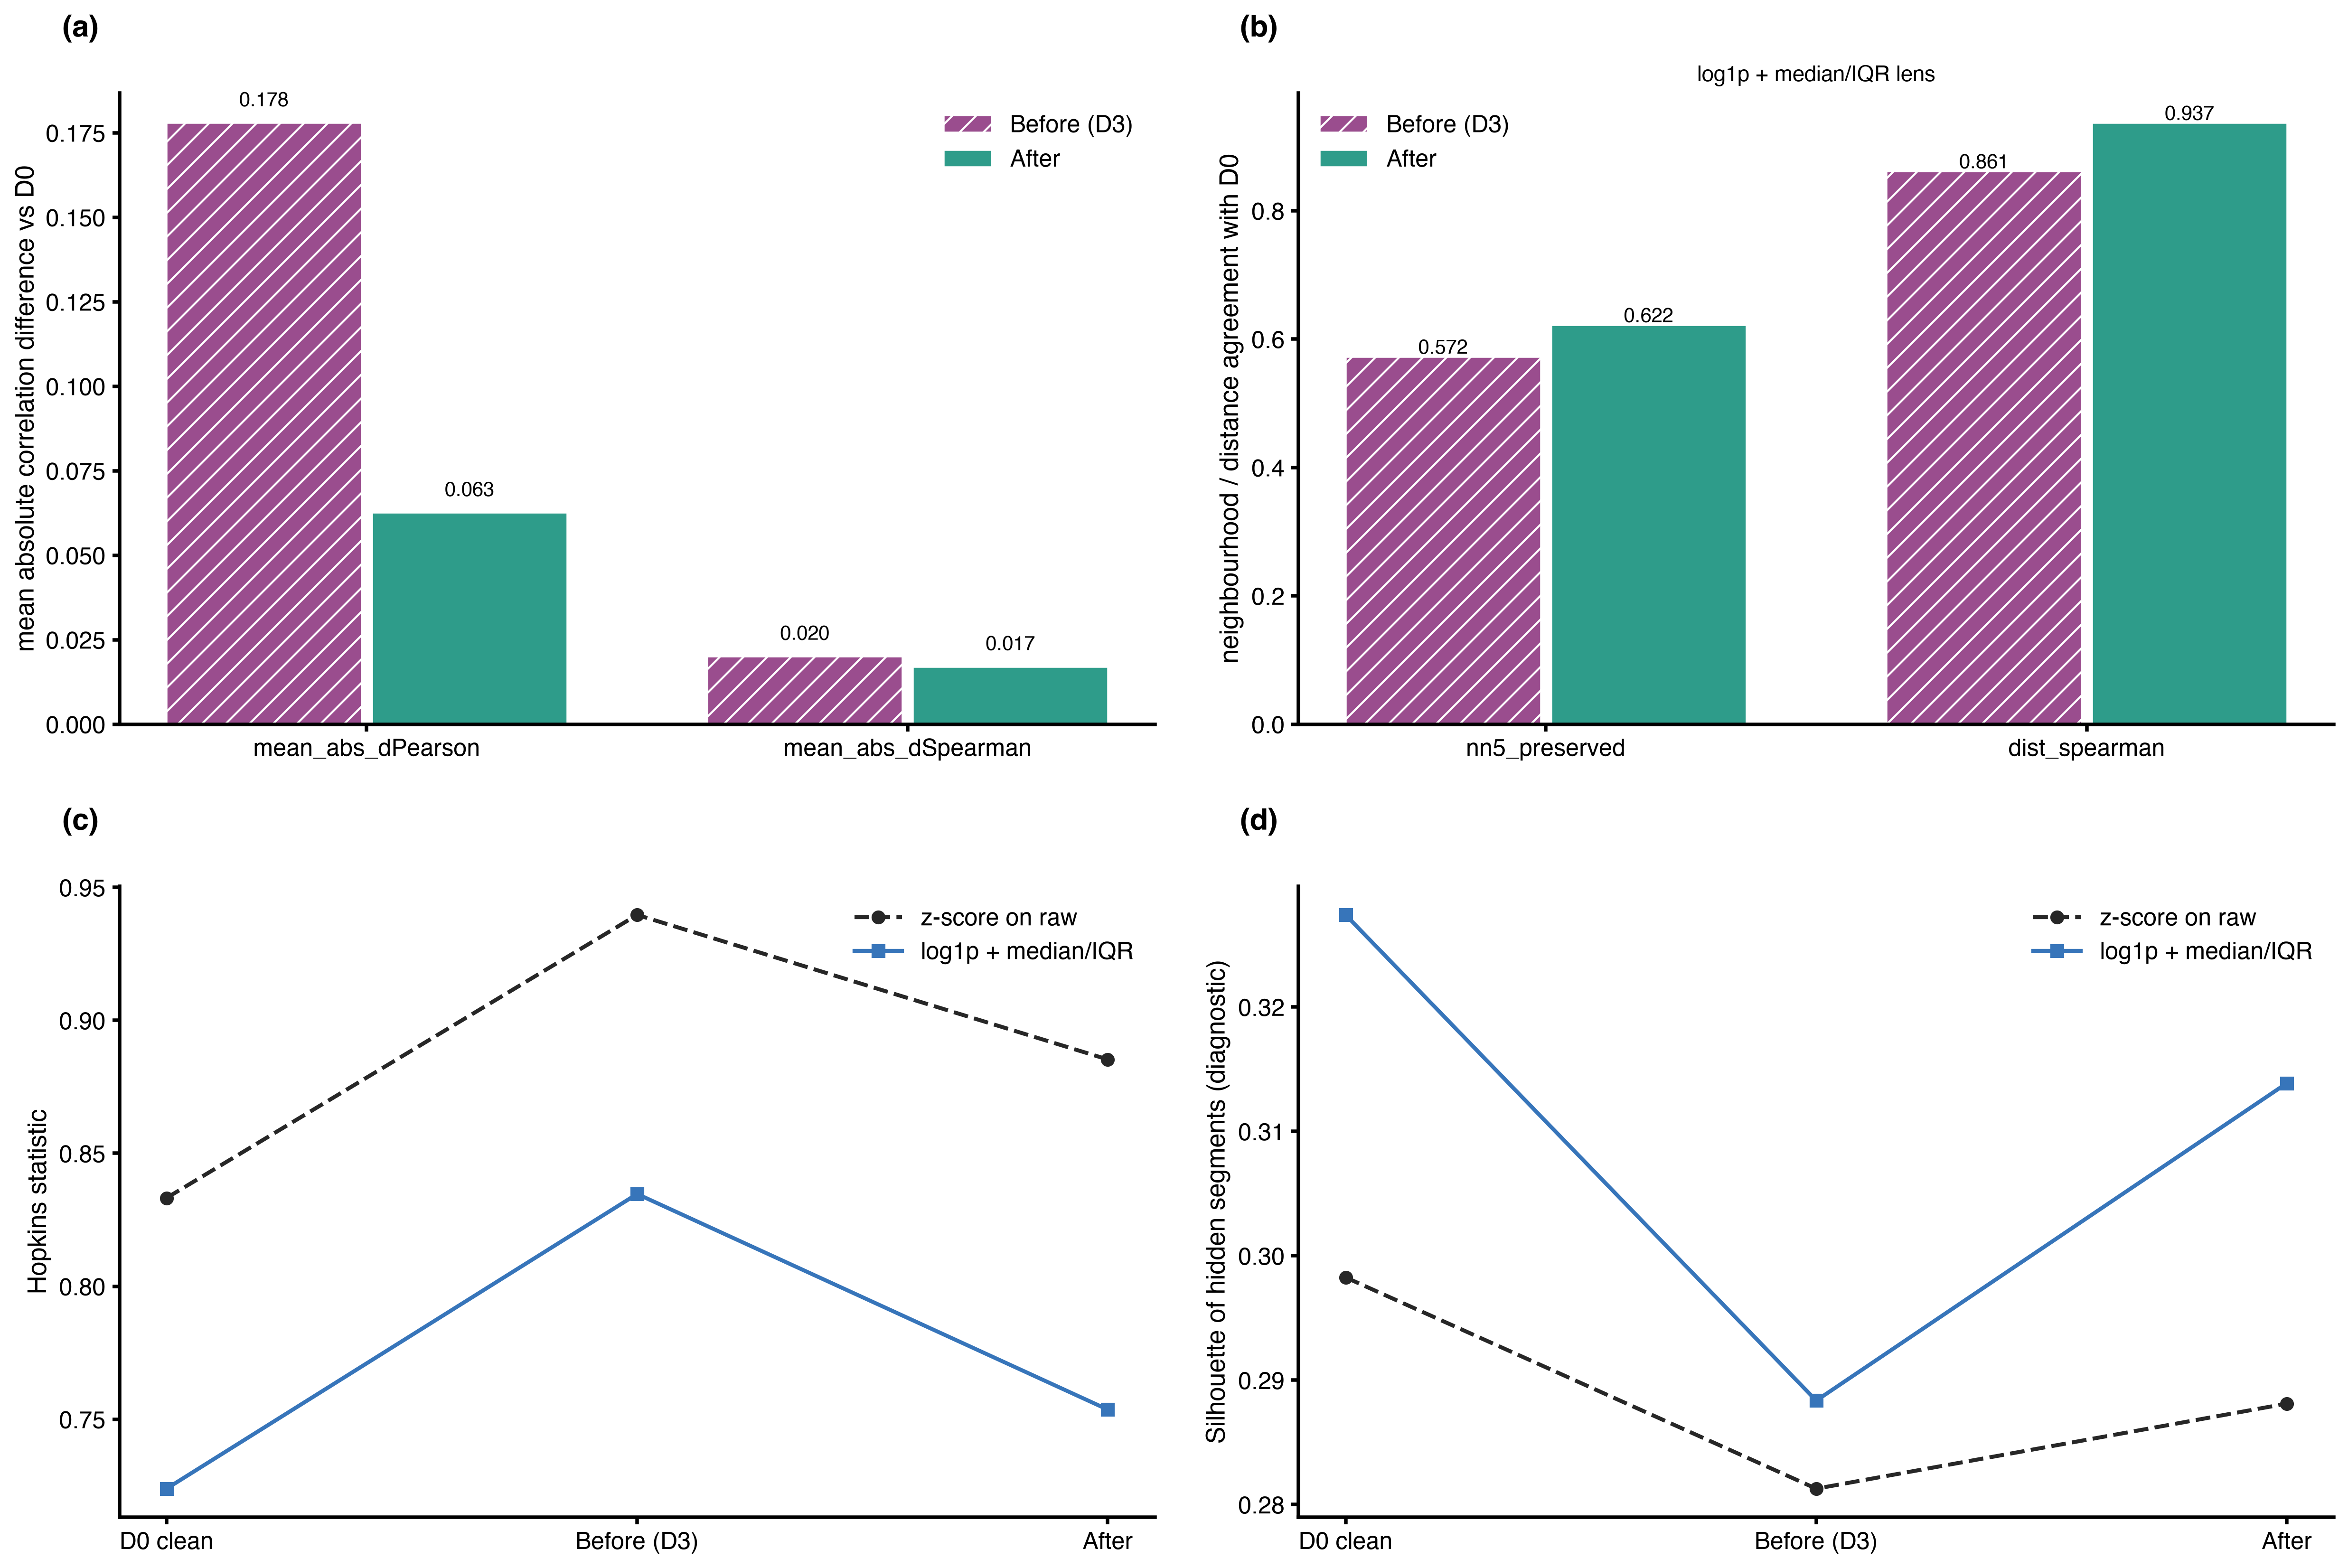 (a)
mean absolute correlation difference vs D0
0.175
0.150
0.125
0.100
0.075
0.050
0.025
0.000
0.178
0.063
0.020
0.017
Before (D3)
After
mean_abs_dPearson
mean_abs_dSpearman
(b)
log1p + median/IQR lens
neighbourhood / distance agreement with D0
0.8
0.6
0.4
0.2
0.0
Before (D3)
After
0.572
0.622
0.861
0.937
nn5_preserved
dist_spearman
(c)
Hopkins statistic
0.95
0.90
0.85
0.80
0.75
z-score on raw
log1p + median/IQR
D0 clean
Before (D3)
After
(d)
Silhouette of hidden segments (diagnostic)
0.32
0.31
0.30
0.29
0.28
z-score on raw
log1p + median/IQR
D0 clean
Before (D3)
After